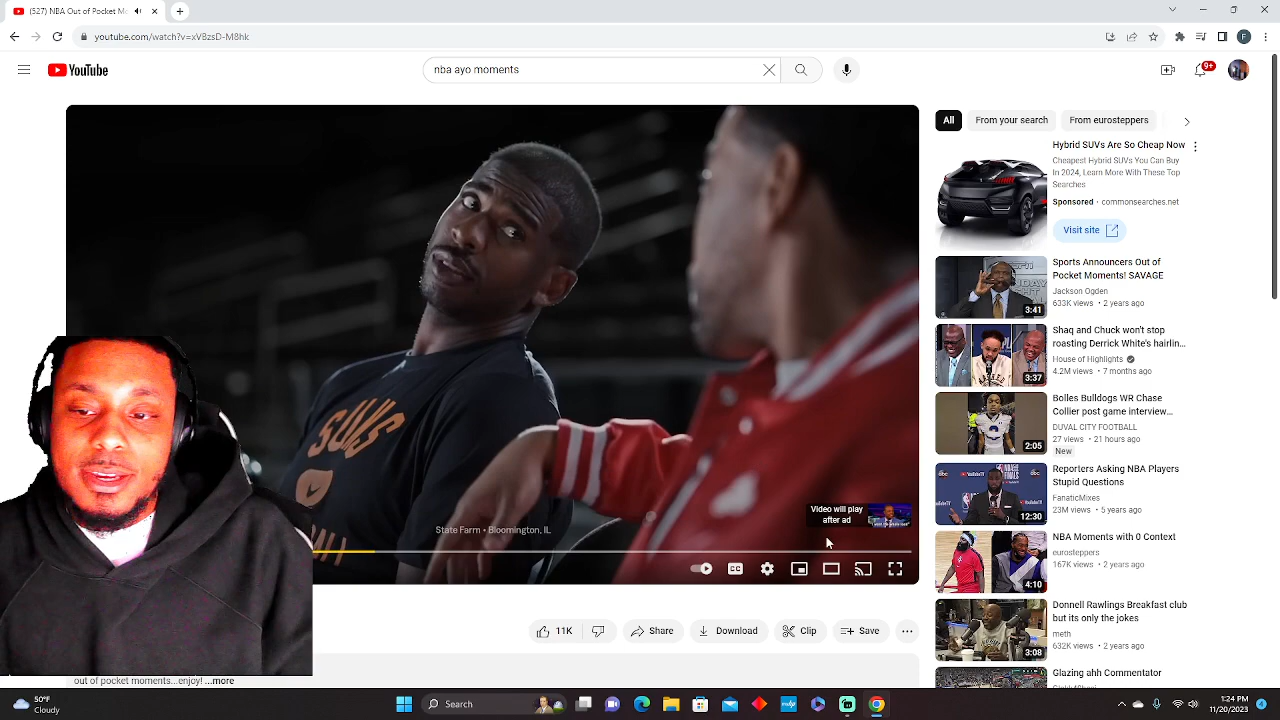 (527) NBA Out of Pocket M
youtube.com/watch?v=xVBzsD-M8hk
F
YouTube
nba ayo moments
9+
All
From your search
From eurosteppers
Hybrid SUVs Are So Cheap Now
Cheapest Hybrid SUVs You Can Buy
In 2024, Learn More With These Top
Searches
Sponsored • commonsearches.net
Visit site
Sports Announcers Out of
Pocket Moments! SAVAGE
Jackson Ogden
633K views • 2 years ago
3:41
Shaq and Chuck won't stop
roasting Derrick White's hairlin...
House of Highlights
4.2M views • 7 months ago
3:37
Bolles Bulldogs WR Chase
Collier post game interview...
DUVAL CITY FOOTBALL
27 views • 21 hours ago
New
2:05
Reporters Asking NBA Players
Stupid Questions
FanaticMixes
23M views • 5 years ago
12:30
NBA Moments with 0 Context
eurosteppers
167K views • 2 years ago
4:10
Donnell Rawlings Breakfast club
but its only the jokes
meth
632K views • 2 years ago
3:08
Glazing ahh Commentator
SUNS
State Farm • Bloomington, IL
Video will play
after ad
11K
Share
Download
Clip
Save
out of pocket moments...enjoy! ...more
50°F
Cloudy
Search
1:24 PM
11/20/2023
4